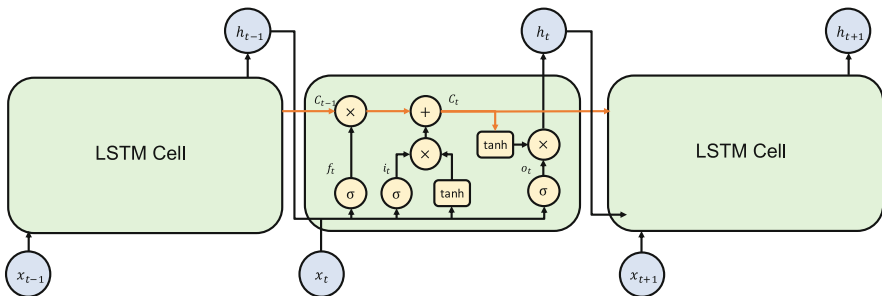 h_{t−1} h_t h_{t+1}
C_{t−1} × + C_t
LSTM Cell × tanh × LSTM Cell
f_t i_t o_t
σ σ tanh σ
x_{t−1} x_t x_{t+1}